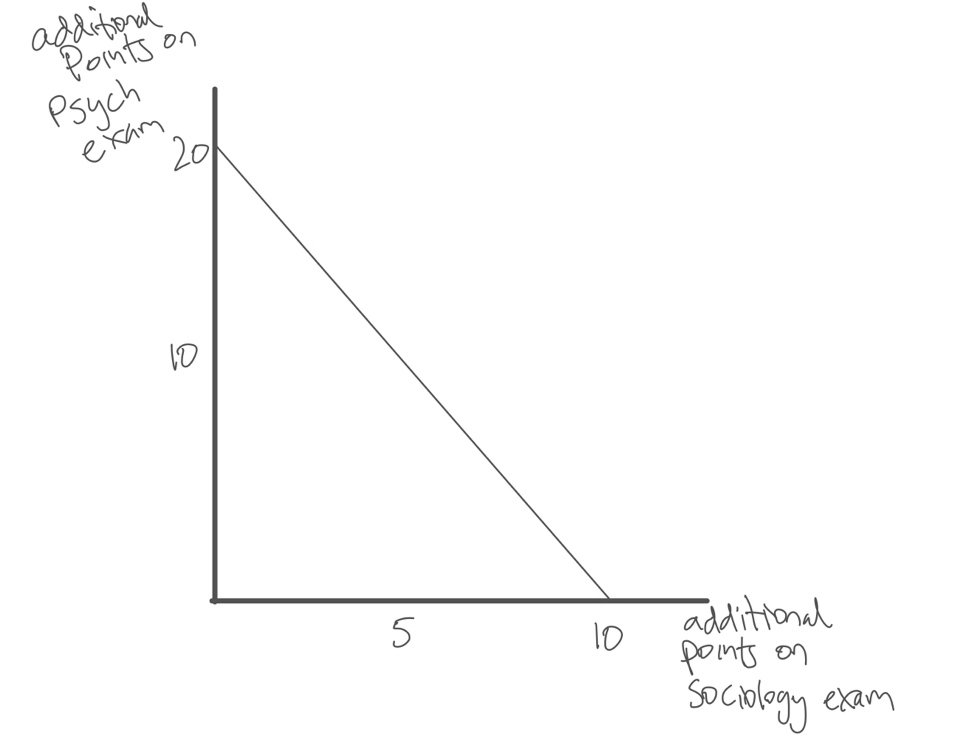 additional
Points on
Psych
exam
20
10
5
10
additional
points on
Sociology exam